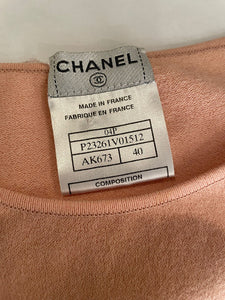 CHANEL
MADE IN FRANCE
FABRIQUE EN FRANCE
04P
P23261V01512
AK673 40
COMPOSITION